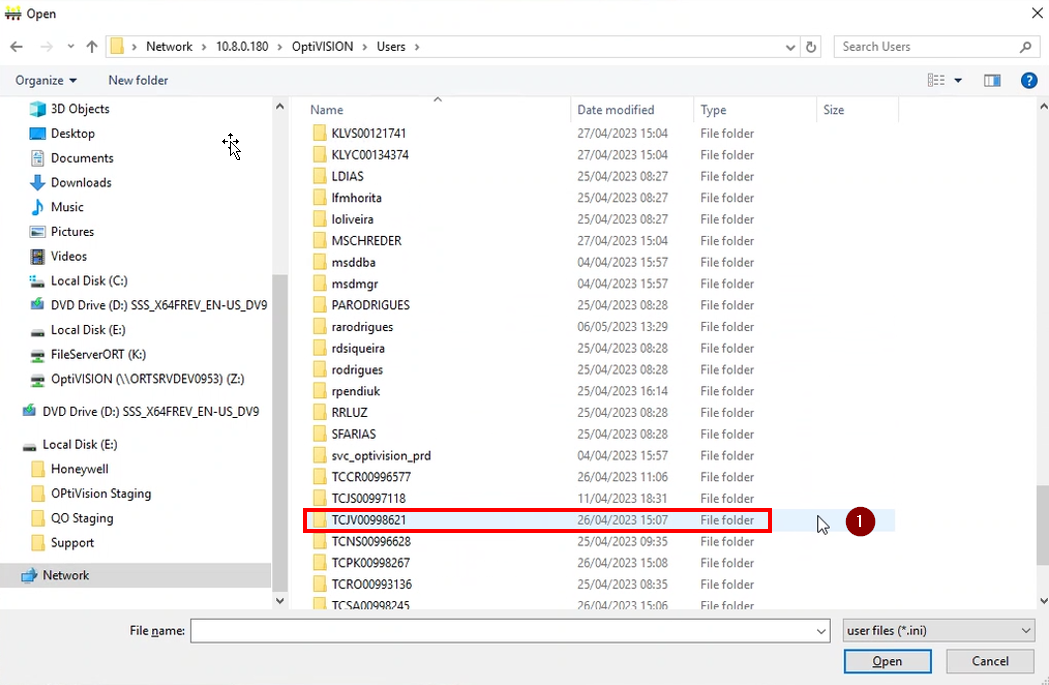 Open
Network > 10.8.0.180 > OptiVISION > Users >
Search Users
Organize
New folder
3D Objects
Desktop
Documents
Downloads
Music
Pictures
Videos
Local Disk (C:)
DVD Drive (D:) SSS_X64FREV_EN-US_DV9
Local Disk (E:)
FileServerORT (K:)
OptiVISION (\\ORTSRVDEV0953) (Z:)
DVD Drive (D:) SSS_X64FREV_EN-US_DV9
Local Disk (E:)
Honeywell
OPtiVision Staging
QO Staging
Support
Network
Name Date modified Type Size
KLVS00121741 27/04/2023 15:04 File folder
KLYC00134374 27/04/2023 15:04 File folder
LDIAS 25/04/2023 08:27 File folder
lfmhorita 25/04/2023 08:27 File folder
loliveira 25/04/2023 08:27 File folder
MSCHREDER 27/04/2023 15:04 File folder
msddba 04/04/2023 15:57 File folder
msdmgr 04/04/2023 15:57 File folder
PARODRIGUES 25/04/2023 08:28 File folder
rarodrigues 06/05/2023 13:29 File folder
rdsiqueira 25/04/2023 08:28 File folder
rodrigues 25/04/2023 08:28 File folder
rpendiuk 25/04/2023 16:14 File folder
RRLUZ 25/04/2023 08:28 File folder
SFARIAS 25/04/2023 08:28 File folder
svc_optivision_prd 04/04/2023 15:57 File folder
TCCR00996577 26/04/2023 11:06 File folder
TCJS00997118 11/04/2023 18:31 File folder
TCJV00998621 26/04/2023 15:07 File folder
1
TCNS00996628 25/04/2023 09:35 File folder
TCPK00998267 26/04/2023 15:08 File folder
TCRO00993136 25/04/2023 08:35 File folder
TCSA00998245 26/04/2023 15:06 File folder
File name:
user files (*.ini)
Open
Cancel